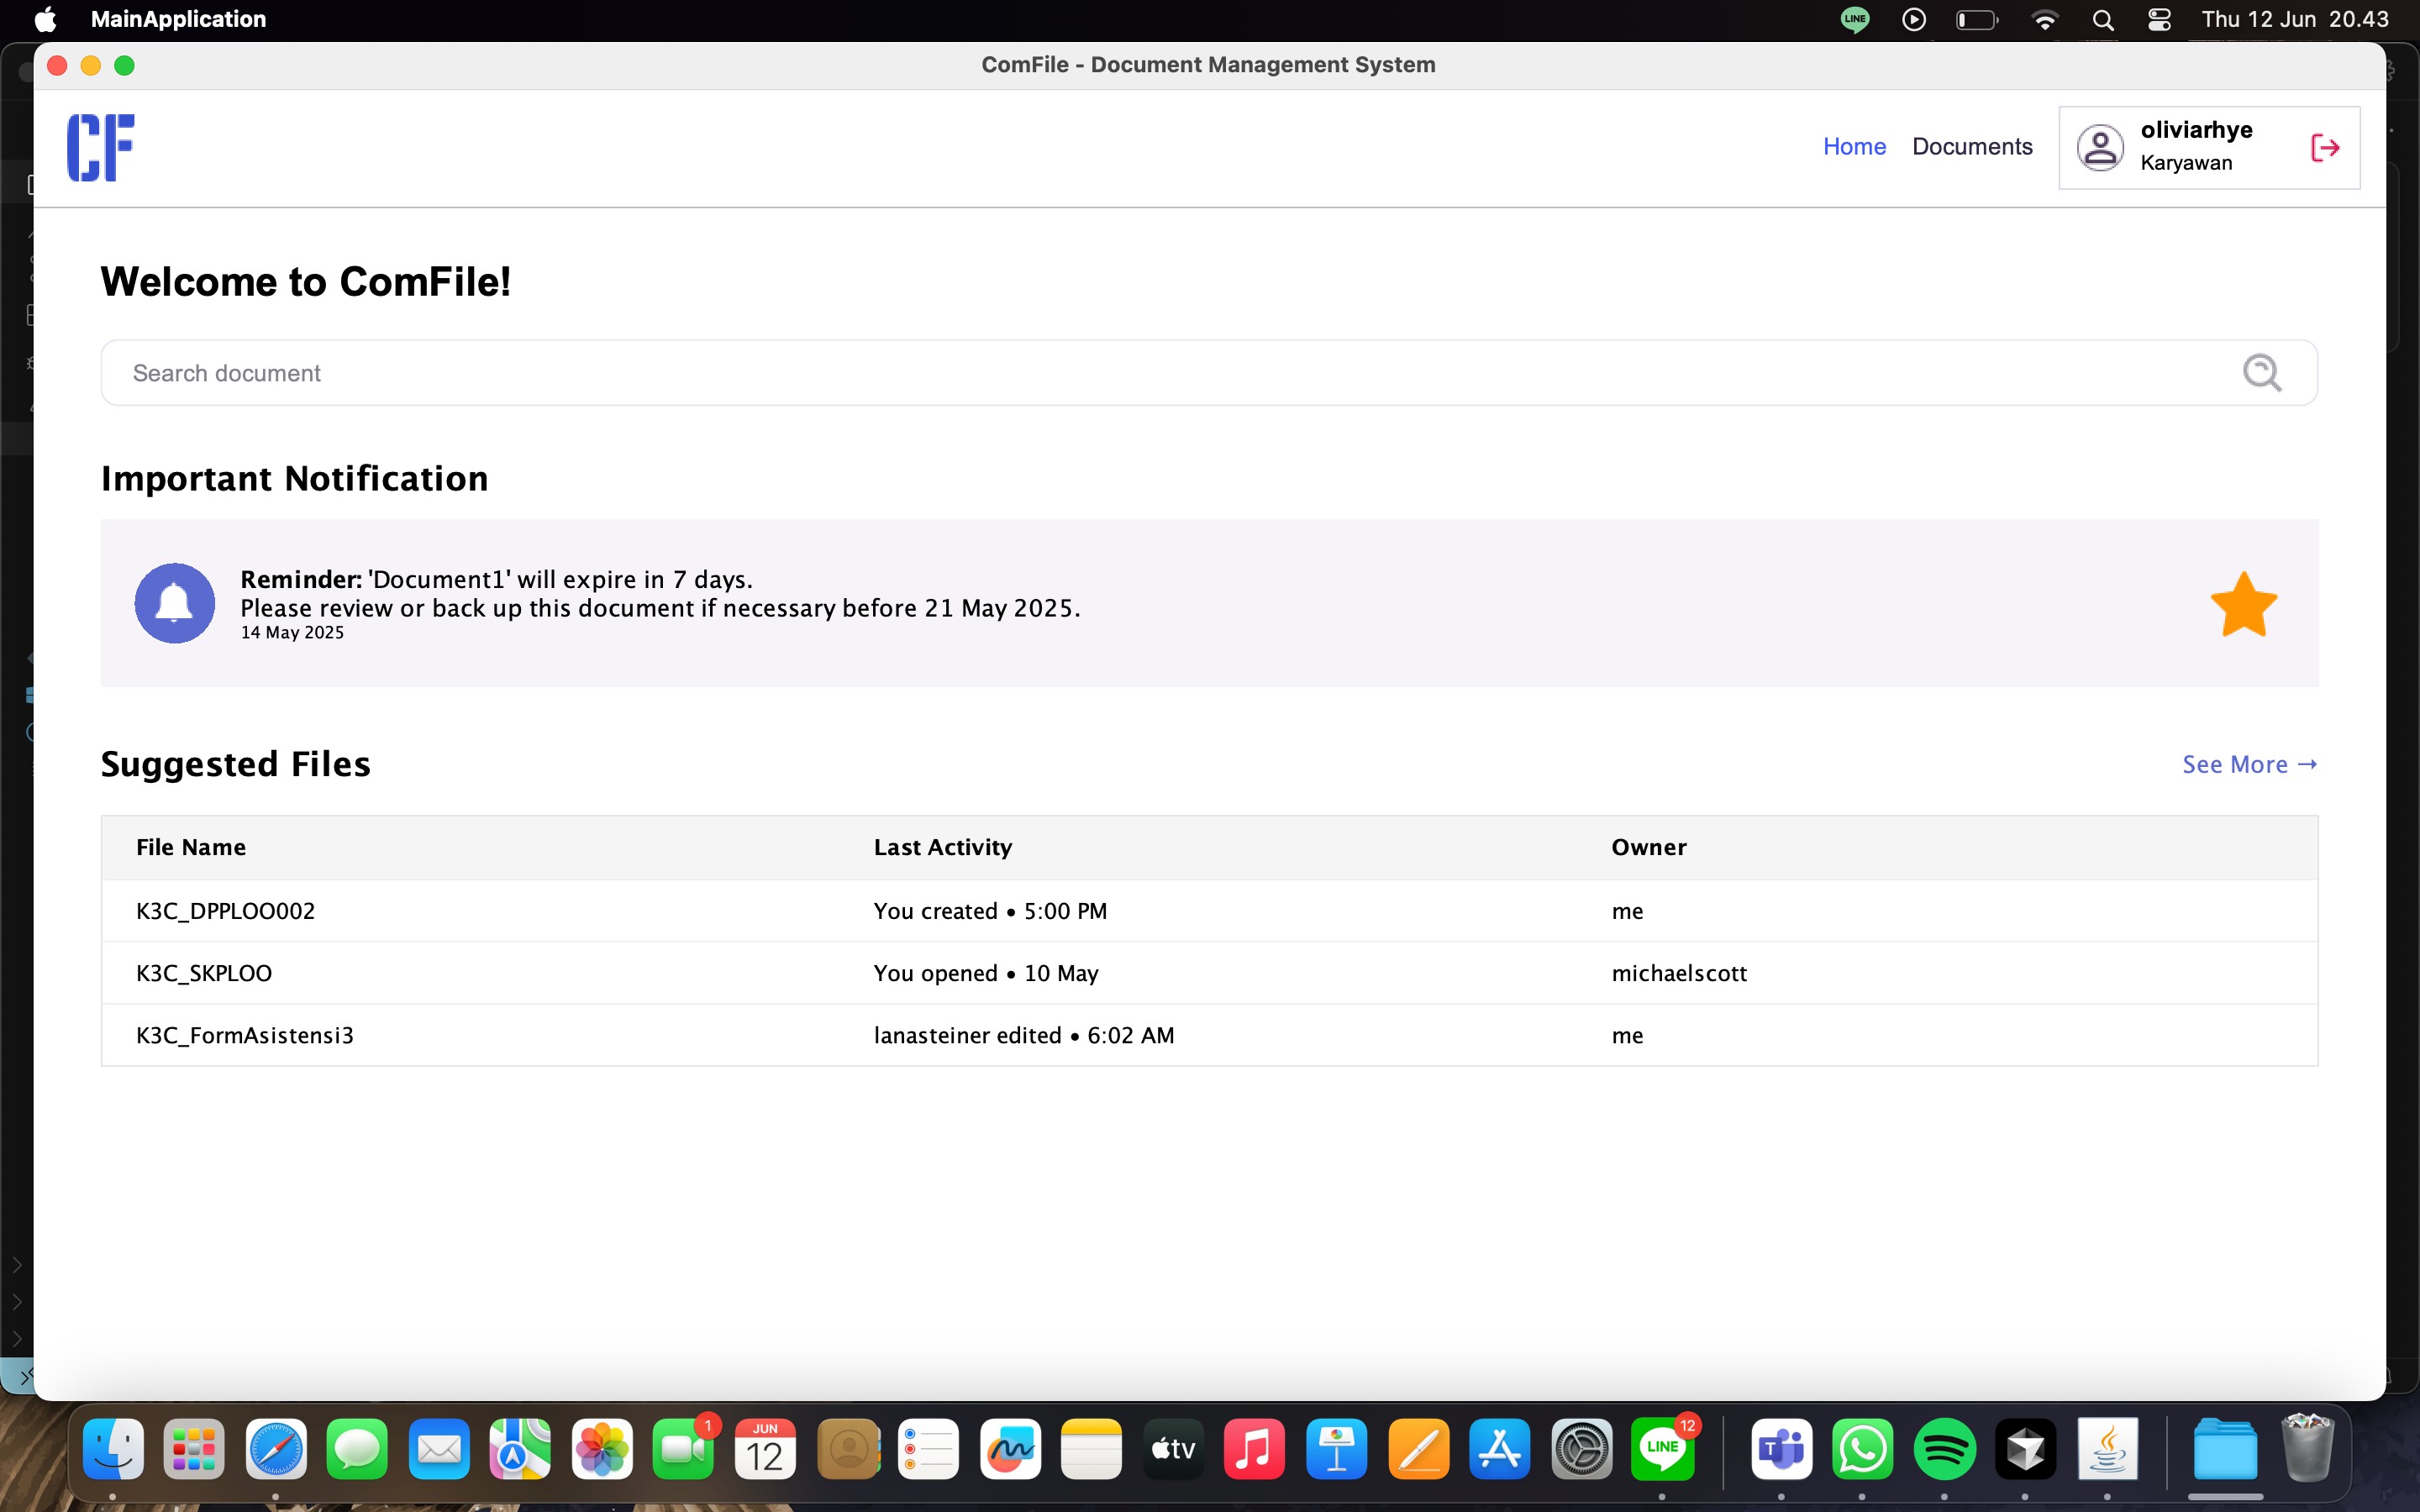 MainApplication
LINE
Thu 12 Jun 20.43
ComFile - Document Management System
CF
Home
Documents
oliviarhye
Karyawan
Welcome to ComFile!
Search document
Important Notification
Reminder: 'Document1' will expire in 7 days.
Please review or back up this document if necessary before 21 May 2025.
14 May 2025
Suggested Files
See More →
File Name Last Activity Owner
K3C_DPPLOO002 You created • 5:00 PM me
K3C_SKPLOO You opened • 10 May michaelscott
K3C_FormAsistensi3 lanasteiner edited • 6:02 AM me
1
JUN
12
tv
LINE
12
T